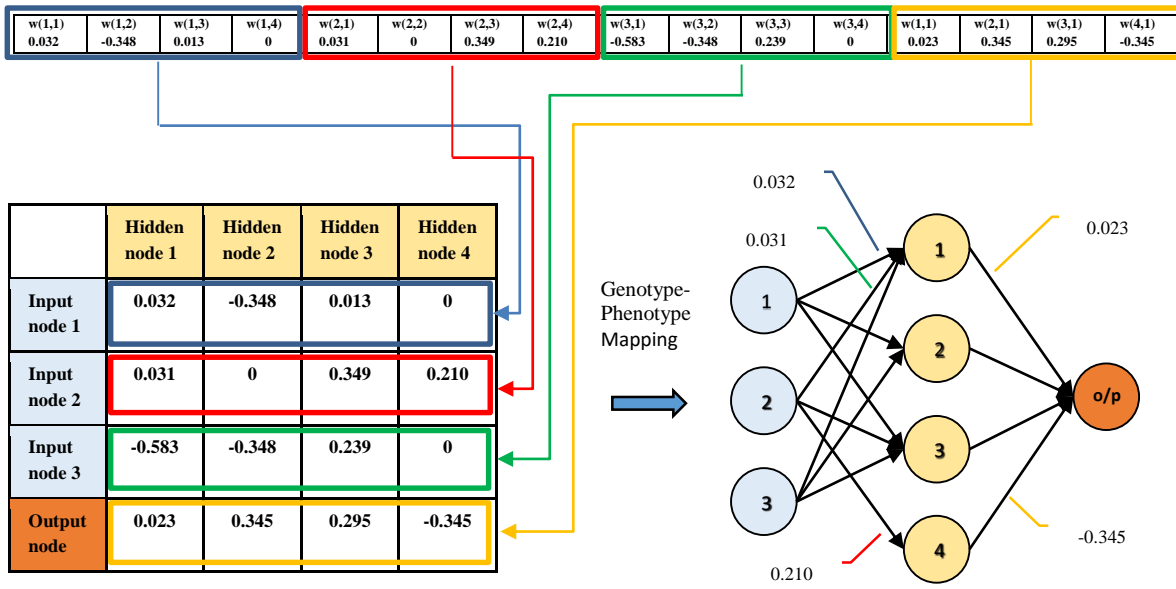 w(1,1) w(1,2) w(1,3) w(1,4) w(2,1) w(2,2) w(2,3) w(2,4) w(3,1) w(3,2) w(3,3) w(3,4) w(1,1) w(2,1) w(3,1) w(4,1)
0.032 -0.348 0.013 0 0.031 0 0.349 0.210 -0.583 -0.348 0.239 0 0.023 0.345 0.295 -0.345
Hidden Hidden Hidden Hidden
node 1 node 2 node 3 node 4
Input 0.032 -0.348 0.013 0
node 1
Input 0.031 0 0.349 0.210
node 2
Input -0.583 -0.348 0.239 0
node 3
Output 0.023 0.345 0.295 -0.345
node
Genotype-
Phenotype
Mapping
0.032
0.031
0.023
1
1
2
2
o/p
3
3
4
0.210
-0.345